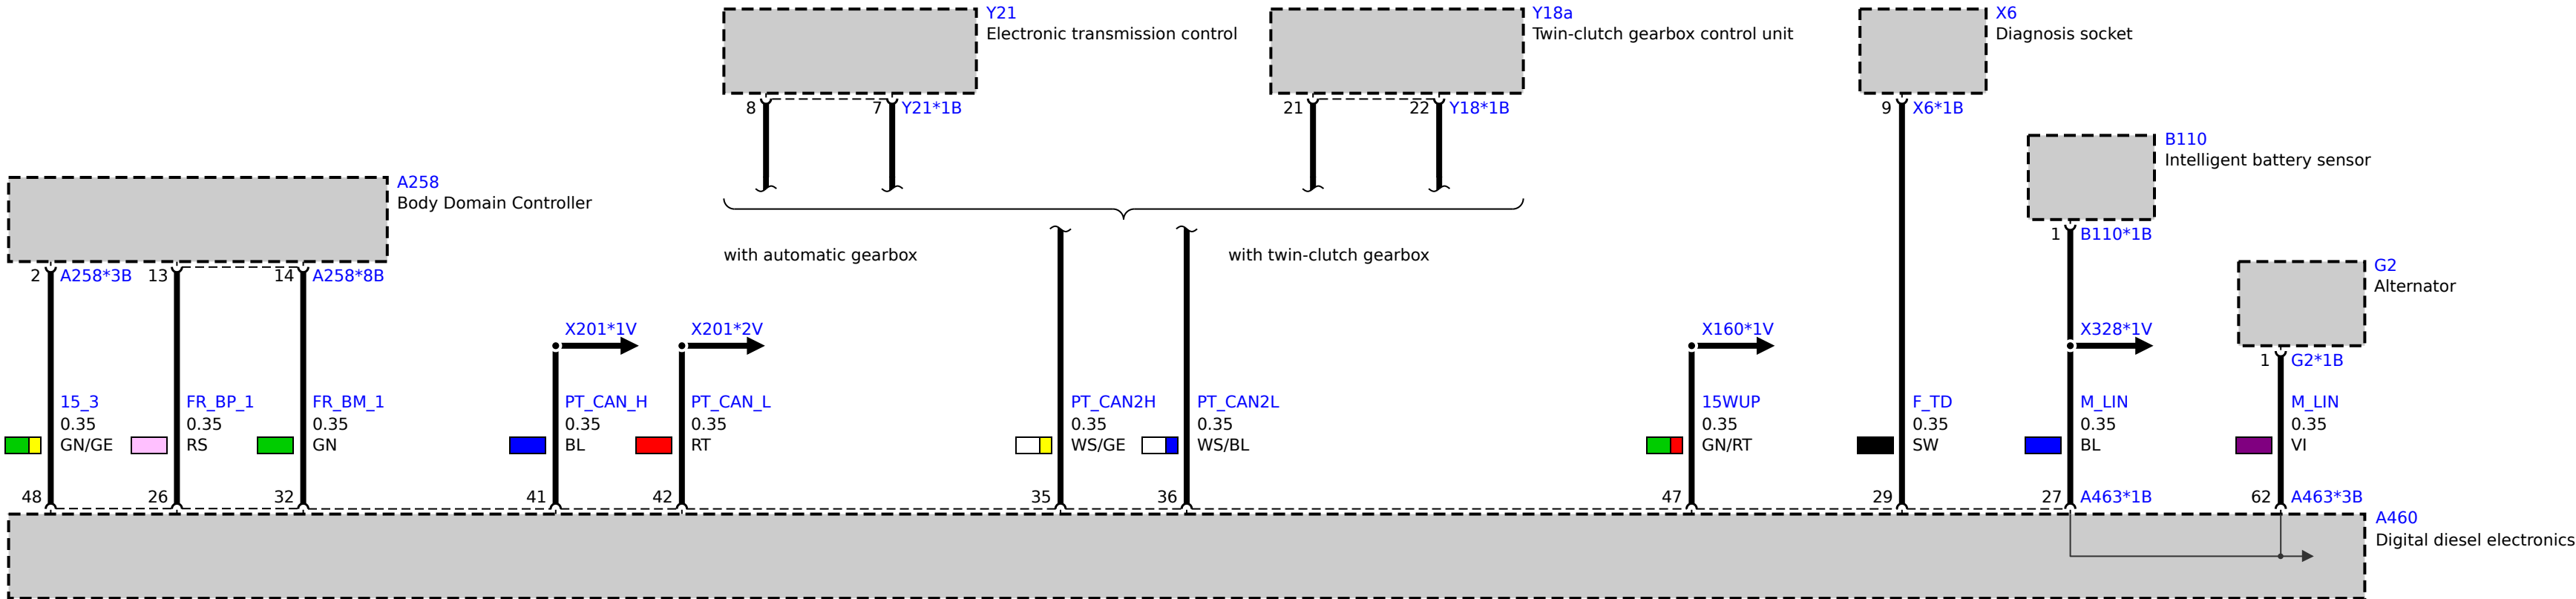 Y21
Electronic transmission control
Y18a
Twin-clutch gearbox control unit
X6
Diagnosis socket
8
7 Y21*1B
21
22 Y18*1B
9 X6*1B
B110
Intelligent battery sensor
A258
Body Domain Controller
1 B110*1B
with automatic gearbox
with twin-clutch gearbox
G2
Alternator
2 A258*3B
13
14 A258*8B
X201*1V
X201*2V
X160*1V
X328*1V
1 G2*1B
15_3
0.35
GN/GE
FR_BP_1
0.35
RS
FR_BM_1
0.35
GN
PT_CAN_H
0.35
BL
PT_CAN_L
0.35
RT
PT_CAN2H
0.35
WS/GE
PT_CAN2L
0.35
WS/BL
15WUP
0.35
GN/RT
F_TD
0.35
SW
M_LIN
0.35
BL
M_LIN
0.35
VI
48
26
32
41
42
35
36
47
29
27 A463*1B
62 A463*3B
A460
Digital diesel electronics